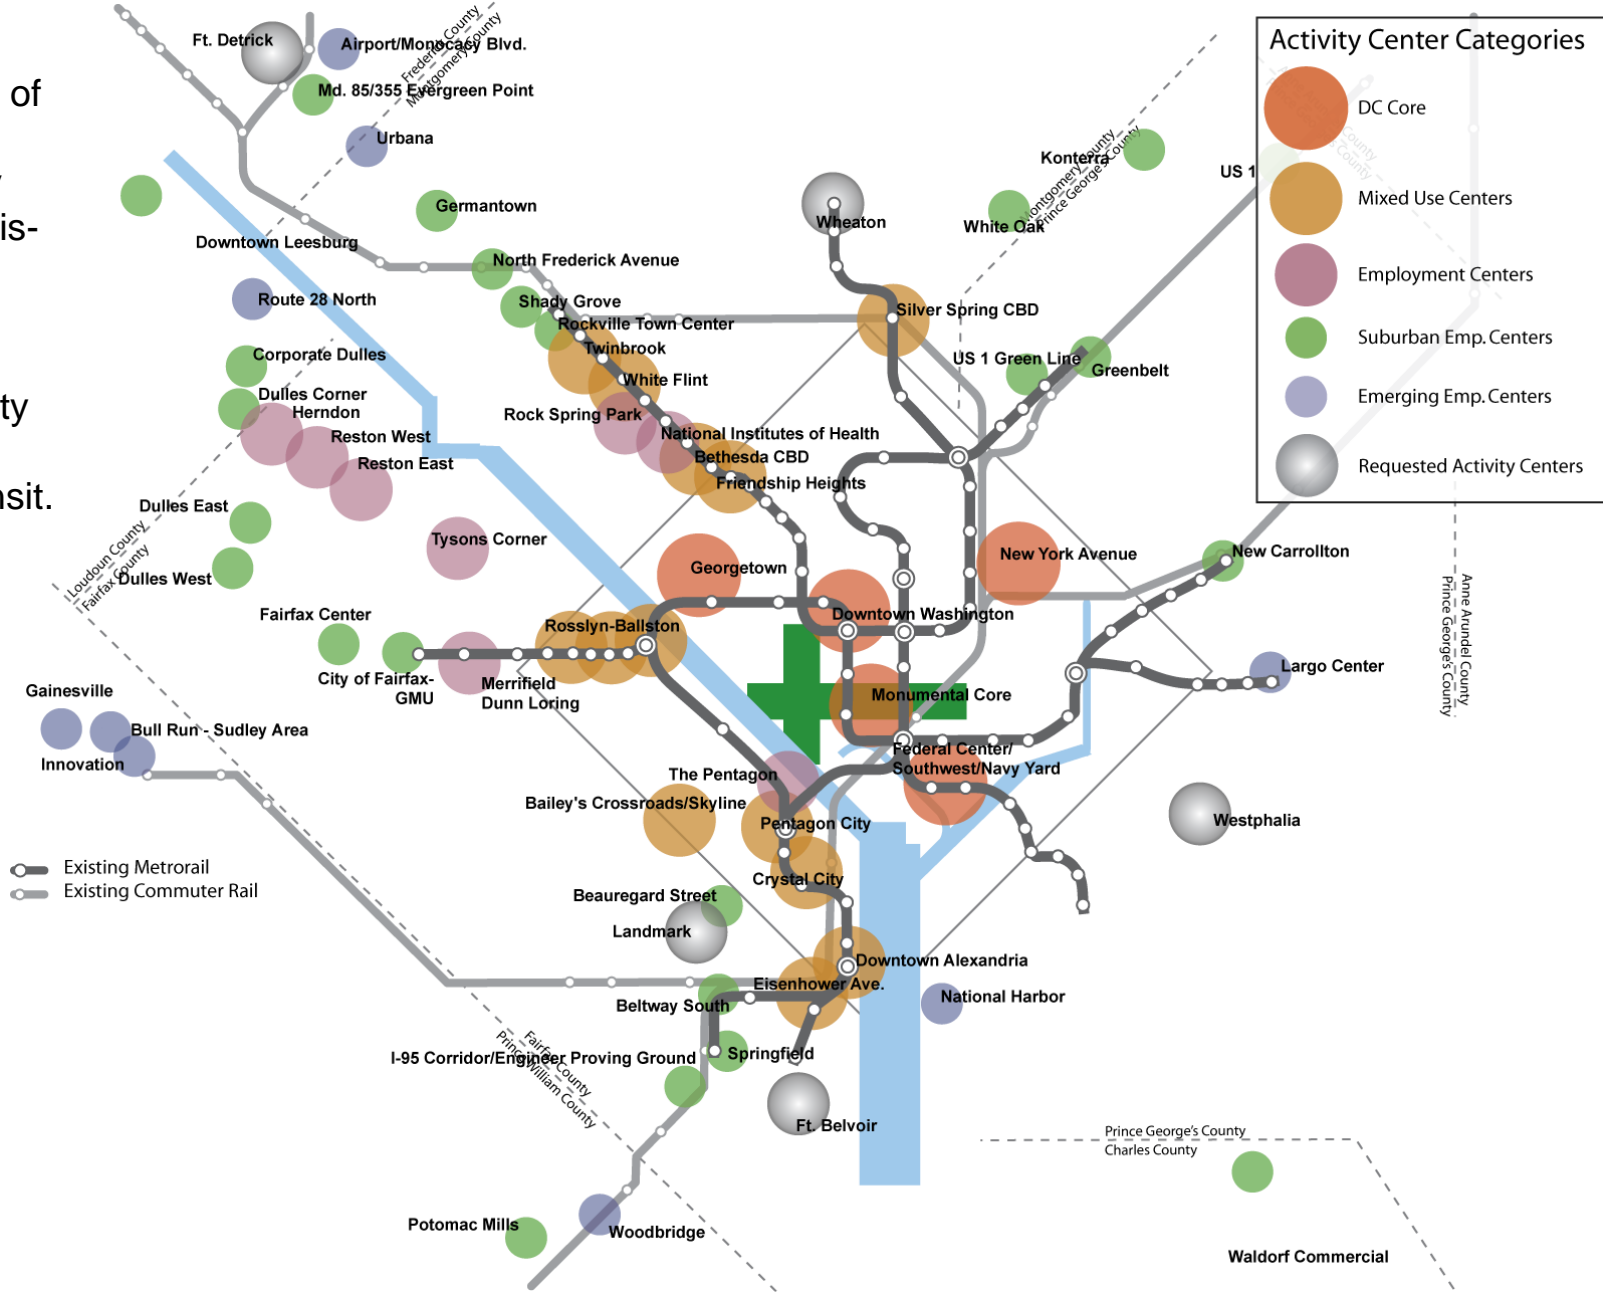 of
is-
ty
nsit.
Activity Center Categories
DC Core
Mixed Use Centers
Employment Centers
Suburban Emp. Centers
Emerging Emp. Centers
Requested Activity Centers
Ft. Detrick
Airport/Monocacy Blvd.
Md. 85/355 Evergreen Point
Urbana
Frederick County
Montgomery County
Germantown
Downtown Leesburg
North Frederick Avenue
Route 28 North
Shady Grove
Rockville Town Center
Twinbrook
White Flint
Corporate Dulles
Dulles Corner
Herndon
Reston West
Reston East
Rock Spring Park
National Institutes of Health
Bethesda CBD
Friendship Heights
Wheaton
Silver Spring CBD
Konterra
White Oak
Montgomery County
Prince George's County
US 1
US 1 Green Line
Greenbelt
Dulles East
Dulles West
Loudoun County
Fairfax County
Tysons Corner
Georgetown
New York Avenue
New Carrollton
Downtown Washington
Anne Arundel County
Prince George's County
Fairfax Center
Rosslyn-Ballston
City of Fairfax-
GMU
Merrifield
Dunn Loring
Largo Center
Monumental Core
Gainesville
Bull Run - Sudley Area
Innovation
Federal Center/
Southwest/Navy Yard
The Pentagon
Bailey's Crossroads/Skyline
Pentagon City
Westphalia
Existing Metrorail
Existing Commuter Rail
Crystal City
Beauregard Street
Landmark
Downtown Alexandria
Eisenhower Ave.
National Harbor
Beltway South
I-95 Corridor/Engineer Proving Ground
Springfield
Fairfax County
Prince William County
Ft. Belvoir
Prince George's County
Charles County
Potomac Mills
Woodbridge
Waldorf Commercial